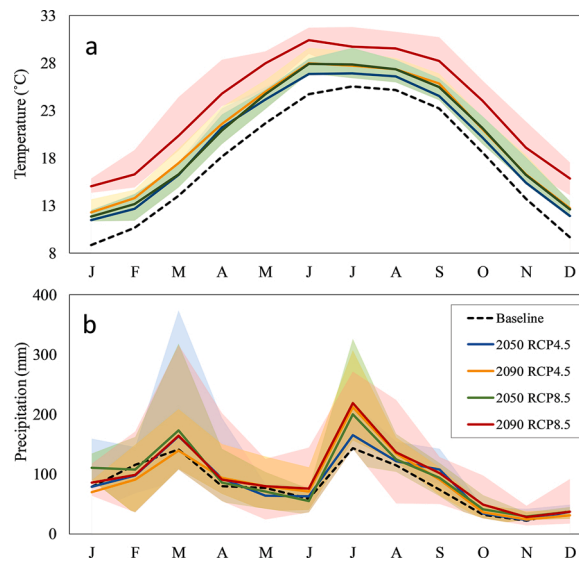 33
28
23
18
13
8
Temperature (°C)
a
J F M A M J J A S O N D
400
300
200
100
0
Precipitation (mm)
b
Baseline
2050 RCP4.5
2090 RCP4.5
2050 RCP8.5
2090 RCP8.5
J F M A M J J A S O N D